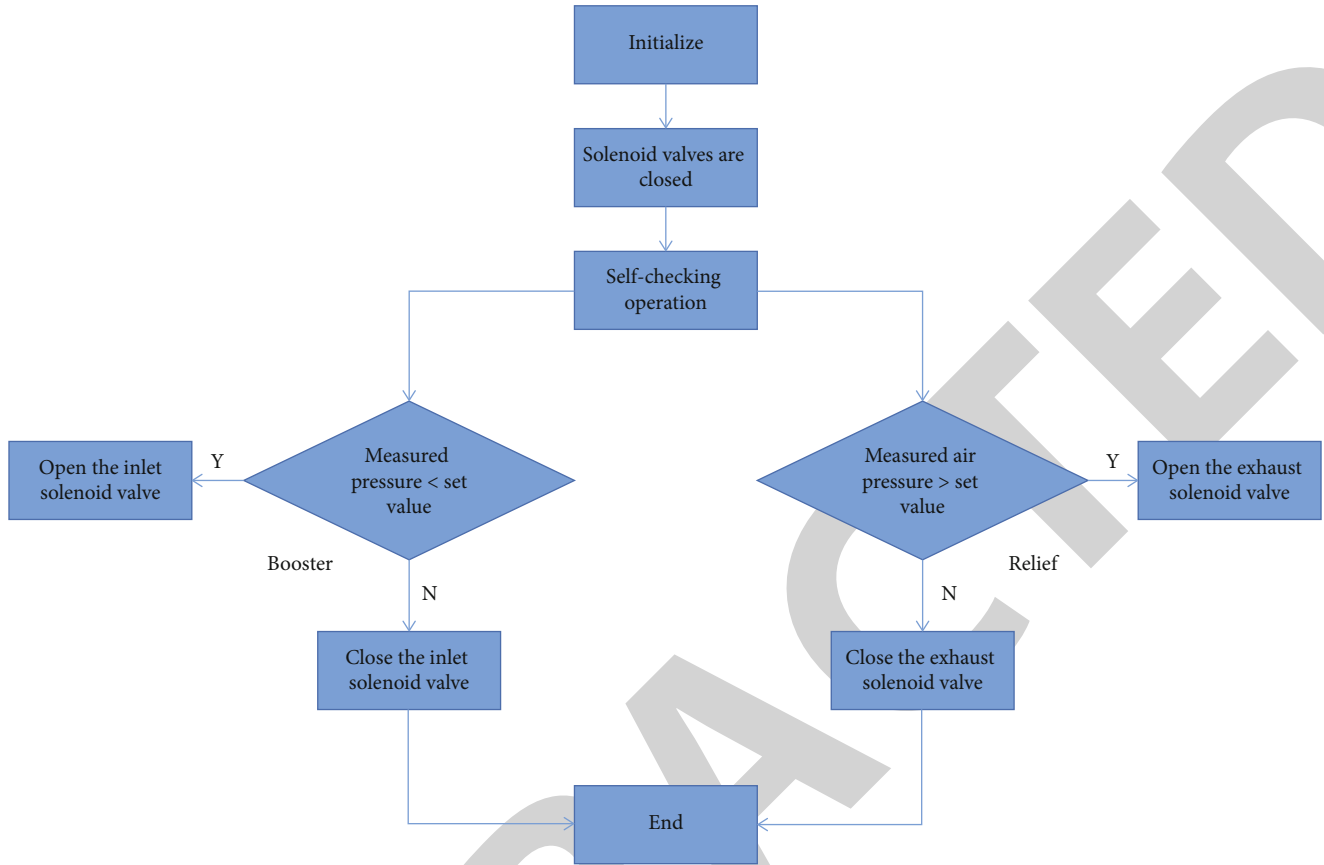 Initialize
Solenoid valves are
closed
Self-checking
operation
Measured
pressure < set
value
Measured air
pressure > set
value
Y
Open the inlet
solenoid valve
Y
Open the exhaust
solenoid valve
Booster
Relief
N
N
Close the inlet
solenoid valve
Close the exhaust
solenoid valve
End
RACTED